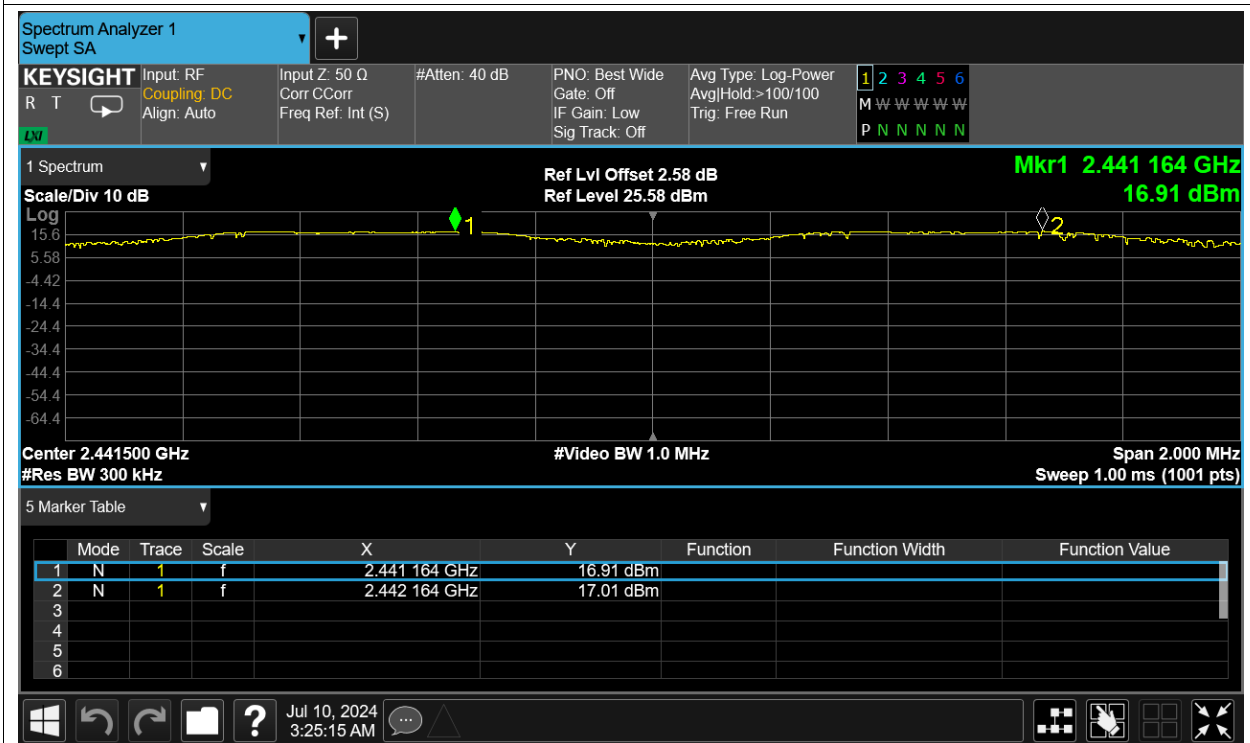 Spectrum Analyzer 1
Swept SA
KEYSIGHT
R T
LXI
Input: RF
Coupling: DC
Align: Auto
Input Z: 50 Ω
Corr CCorr
Freq Ref: Int (S)
#Atten: 40 dB
PNO: Best Wide
Gate: Off
IF Gain: Low
Sig Track: Off
Avg Type: Log-Power
Avg|Hold:>100/100
Trig: Free Run
1 2 3 4 5 6
M W W W W W
P N N N N N
1 Spectrum
Scale/Div 10 dB
Ref Lvl Offset 2.58 dB
Ref Level 25.58 dBm
Mkr1 2.441 164 GHz
16.91 dBm
Log
1
2
15.6
5.58
-4.42
-14.4
-24.4
-34.4
-44.4
-54.4
-64.4
Center 2.441500 GHz
#Video BW 1.0 MHz
Span 2.000 MHz
#Res BW 300 kHz
Sweep 1.00 ms (1001 pts)
5 Marker Table
Mode Trace Scale X Y Function Function Width Function Value
1 N 1 f 2.441 164 GHz 16.91 dBm
2 N 1 f 2.442 164 GHz 17.01 dBm
3
4
5
6
?
Jul 10, 2024
3:25:15 AM